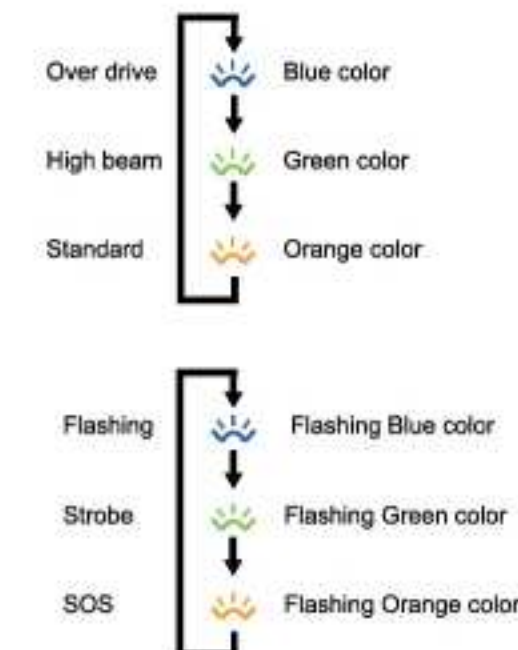 Over drive Blue color
High beam Green color
Standard Orange color
Flashing Flashing Blue color
Strobe Flashing Green color
SOS Flashing Orange color